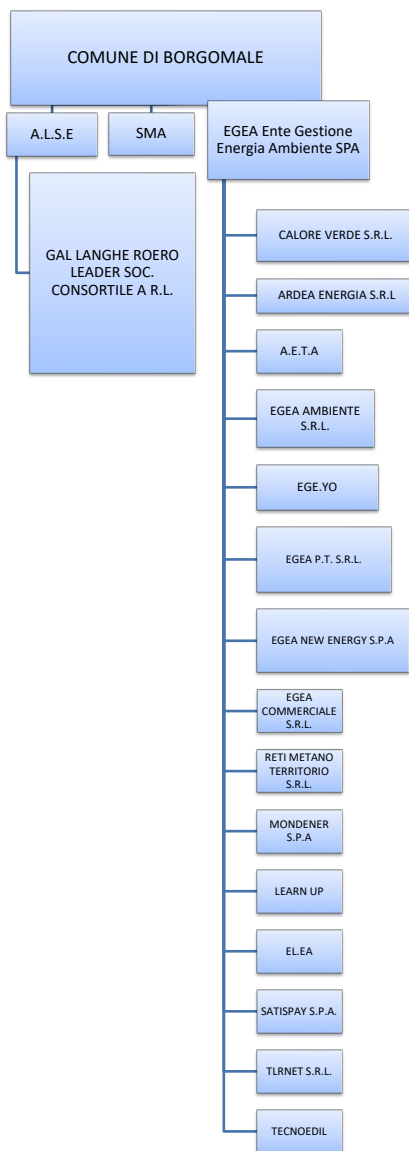 COMUNE DI BORGOMALE
A.L.S.E
SMA
EGEA Ente Gestione
Energia Ambiente SPA
GAL LANGHE ROERO
LEADER SOC.
CONSORTILE A R.L.
CALORE VERDE S.R.L.
ARDEA ENERGIA S.R.L
A.E.T.A
EGEA AMBIENTE
S.R.L.
EGE.YO
EGEA P.T. S.R.L.
EGEA NEW ENERGY S.P.A
EGEA
COMMERCIALE
S.R.L.
RETI METANO
TERRITORIO
S.R.L.
MONDENER
S.P.A
LEARN UP
EL.EA
SATISPAY S.P.A.
TLRNET S.R.L.
TECNOEDIL